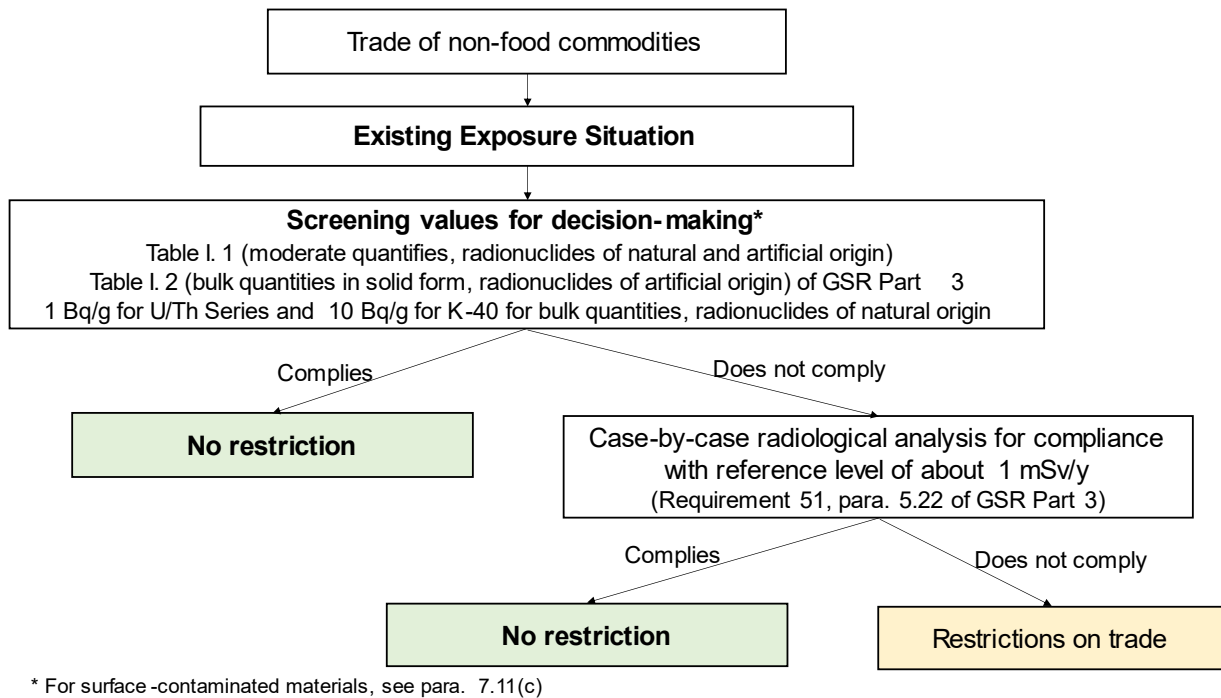 Trade of non-food commodities
Existing Exposure Situation
Screening values for decision-making*
Table I. 1 (moderate quantifies, radionuclides of natural and artificial origin)
Table I. 2 (bulk quantities in solid form, radionuclides of artificial origin) of GSR Part 3
1 Bq/g for U/Th Series and 10 Bq/g for K-40 for bulk quantities, radionuclides of natural origin
Complies
Does not comply
No restriction
Case-by-case radiological analysis for compliance
with reference level of about 1 mSv/y
(Requirement 51, para. 5.22 of GSR Part 3)
Complies
Does not comply
No restriction
Restrictions on trade
* For surface-contaminated materials, see para. 7.11(c)